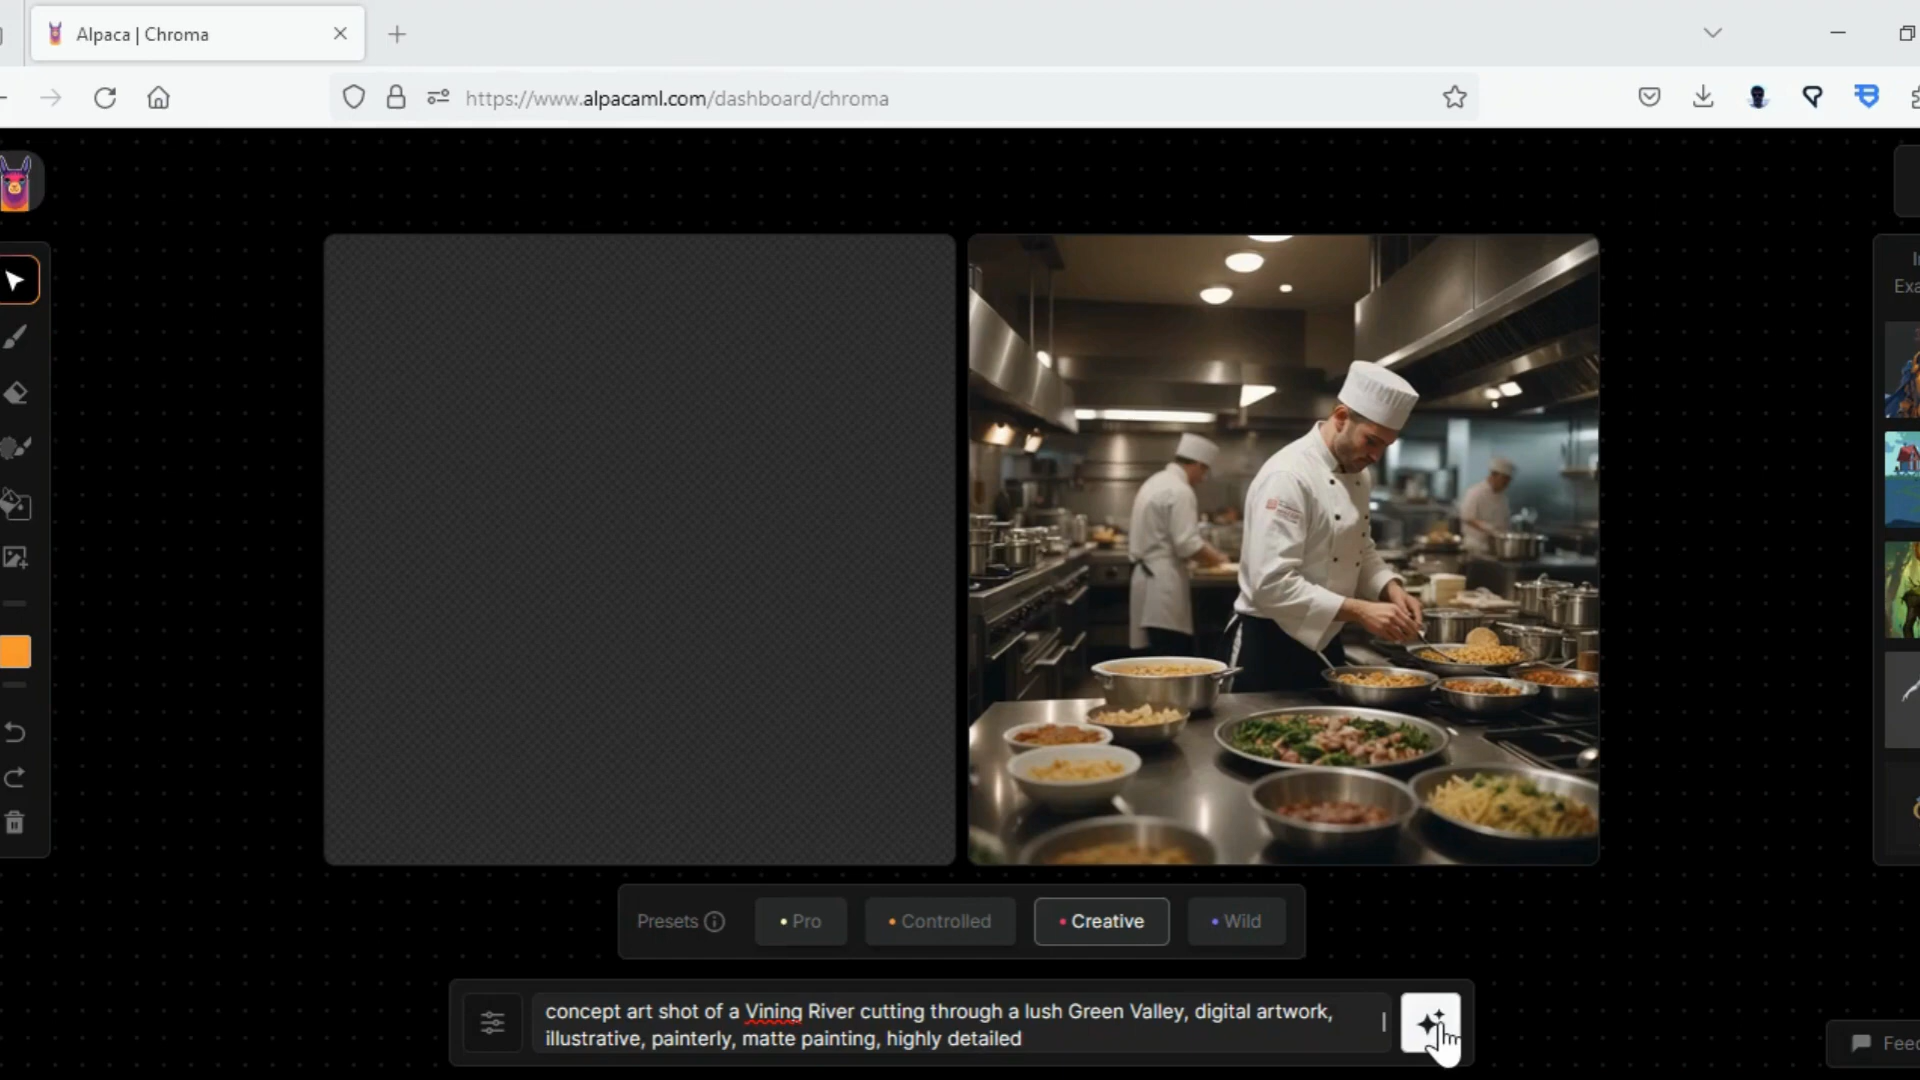 Alpaca | Chroma
https://www.alpacaml.com/dashboard/chroma
Presets
Pro
Controlled
Creative
Wild
concept art shot of a Vining River cutting through a lush Green Valley, digital artwork,
illustrative, painterly, matte painting, highly detailed